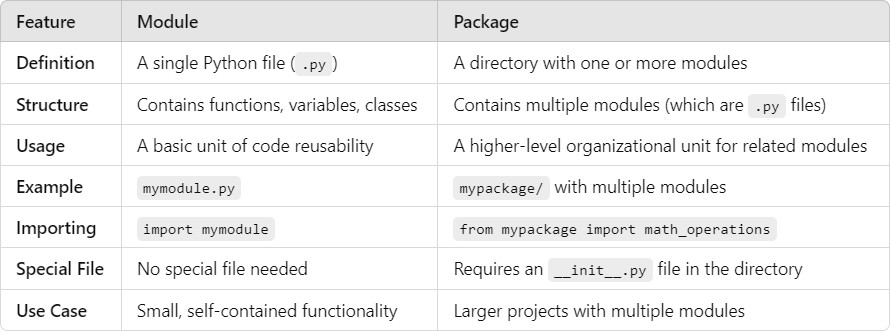 Feature Module Package
Definition A single Python file (.py) A directory with one or more modules
Structure Contains functions, variables, classes Contains multiple modules (which are .py files)
Usage A basic unit of code reusability A higher-level organizational unit for related modules
Example mymodule.py mypackage/ with multiple modules
Importing import mymodule from mypackage import math_operations
Special File No special file needed Requires an __init__.py file in the directory
Use Case Small, self-contained functionality Larger projects with multiple modules